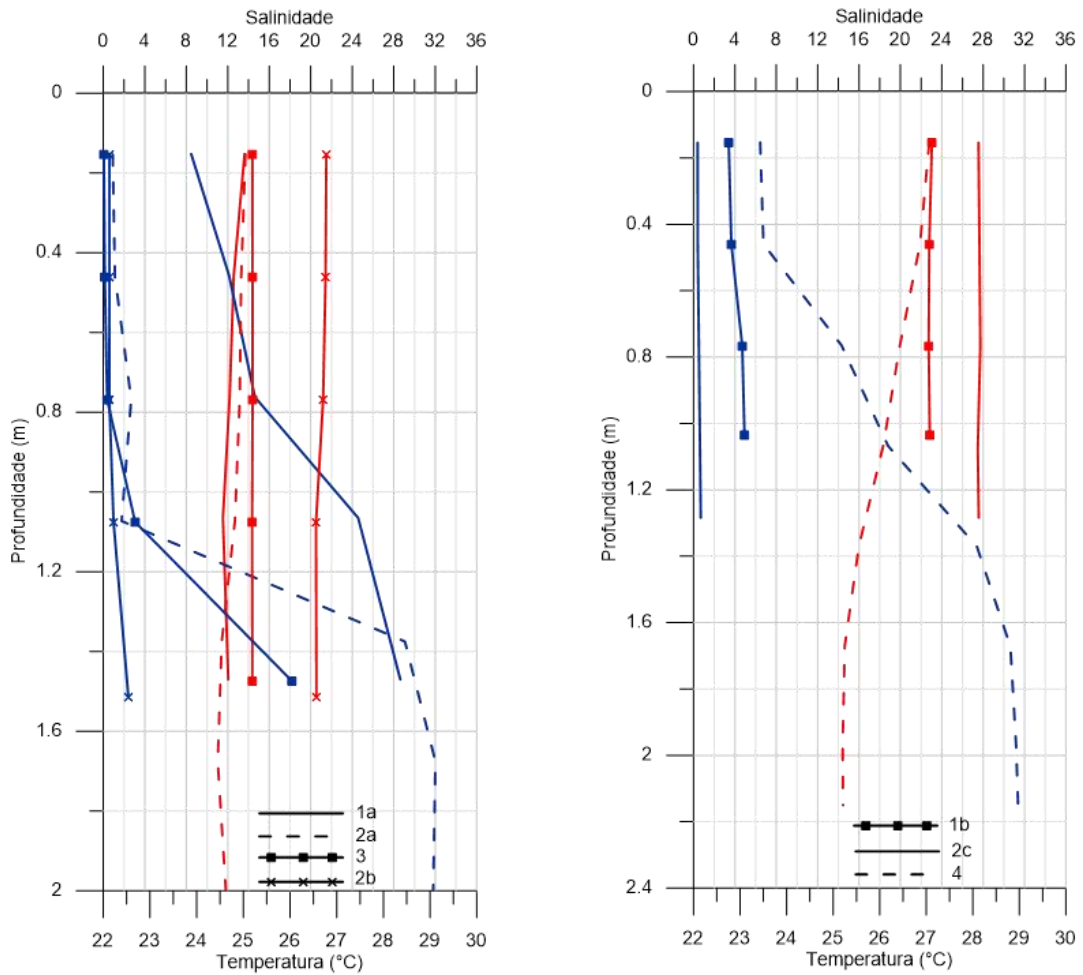 Salinidade
0 4 8 12 16 20 24 28 32 36
0
0.4
0.8
1.2
1.6
2
Profundidade (m)
1a
2a
3
2b
22 23 24 25 26 27 28 29 30
Temperatura (°C)
Salinidade
0 4 8 12 16 20 24 28 32 36
0
0.4
0.8
1.2
1.6
2
2.4
Profundidade (m)
1b
2c
4
22 23 24 25 26 27 28 29 30
Temperatura (°C)